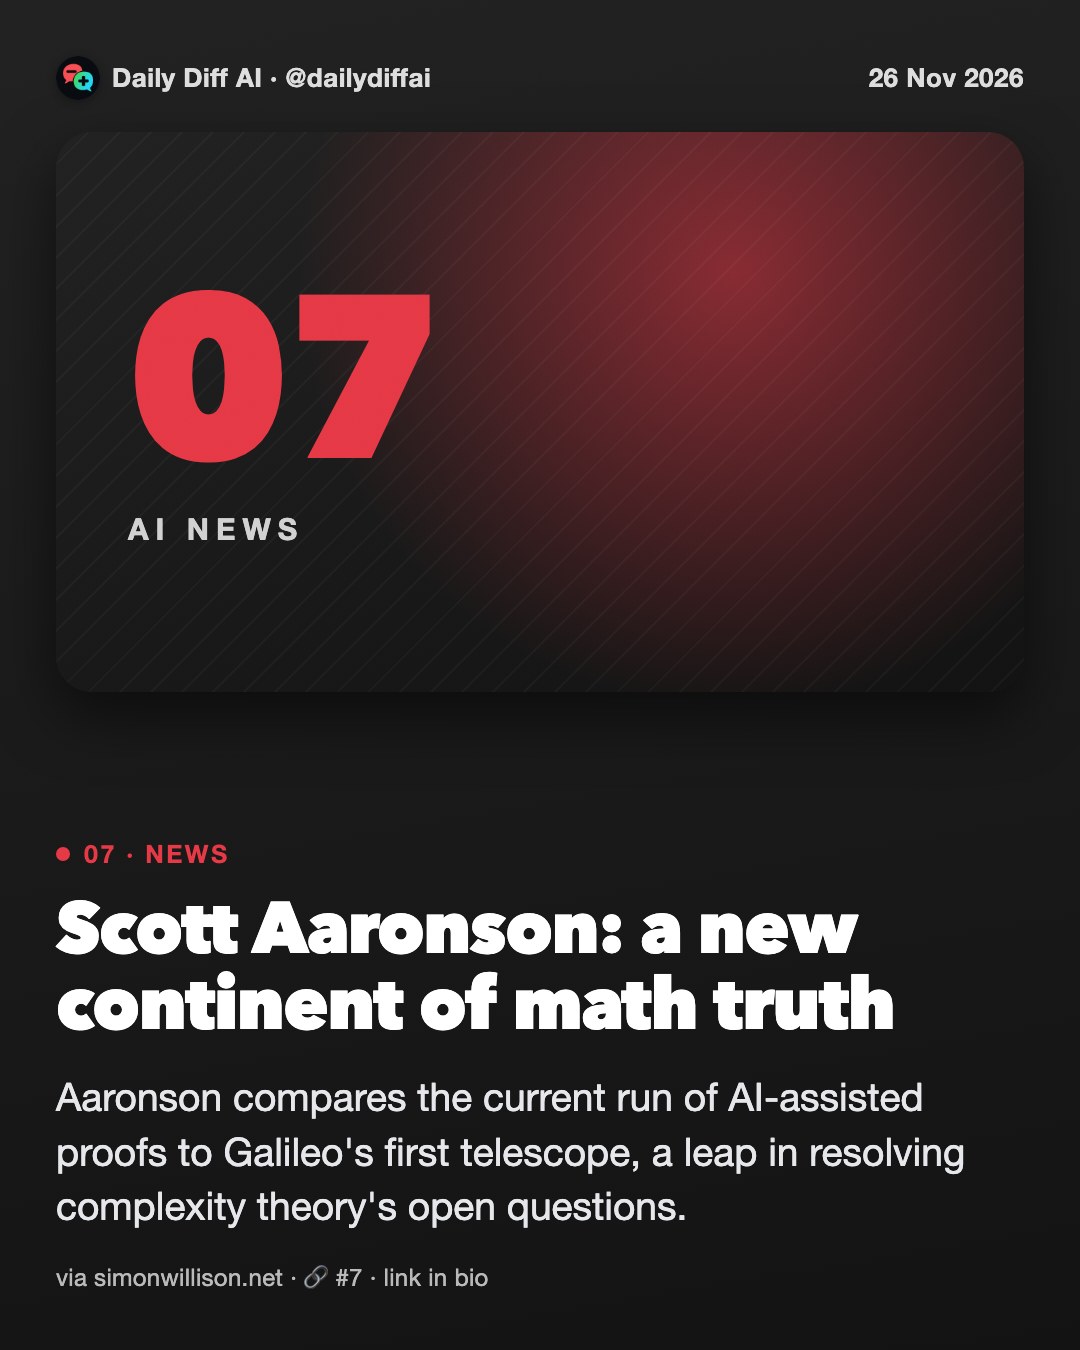 Daily Diff AI · @dailydiffai
26 Nov 2026
07
AI NEWS
07 · NEWS
Scott Aaronson: a new
continent of math truth
Aaronson compares the current run of AI-assisted
proofs to Galileo's first telescope, a leap in resolving
complexity theory's open questions.
via simonwillison.net · 🔗 #7 · link in bio